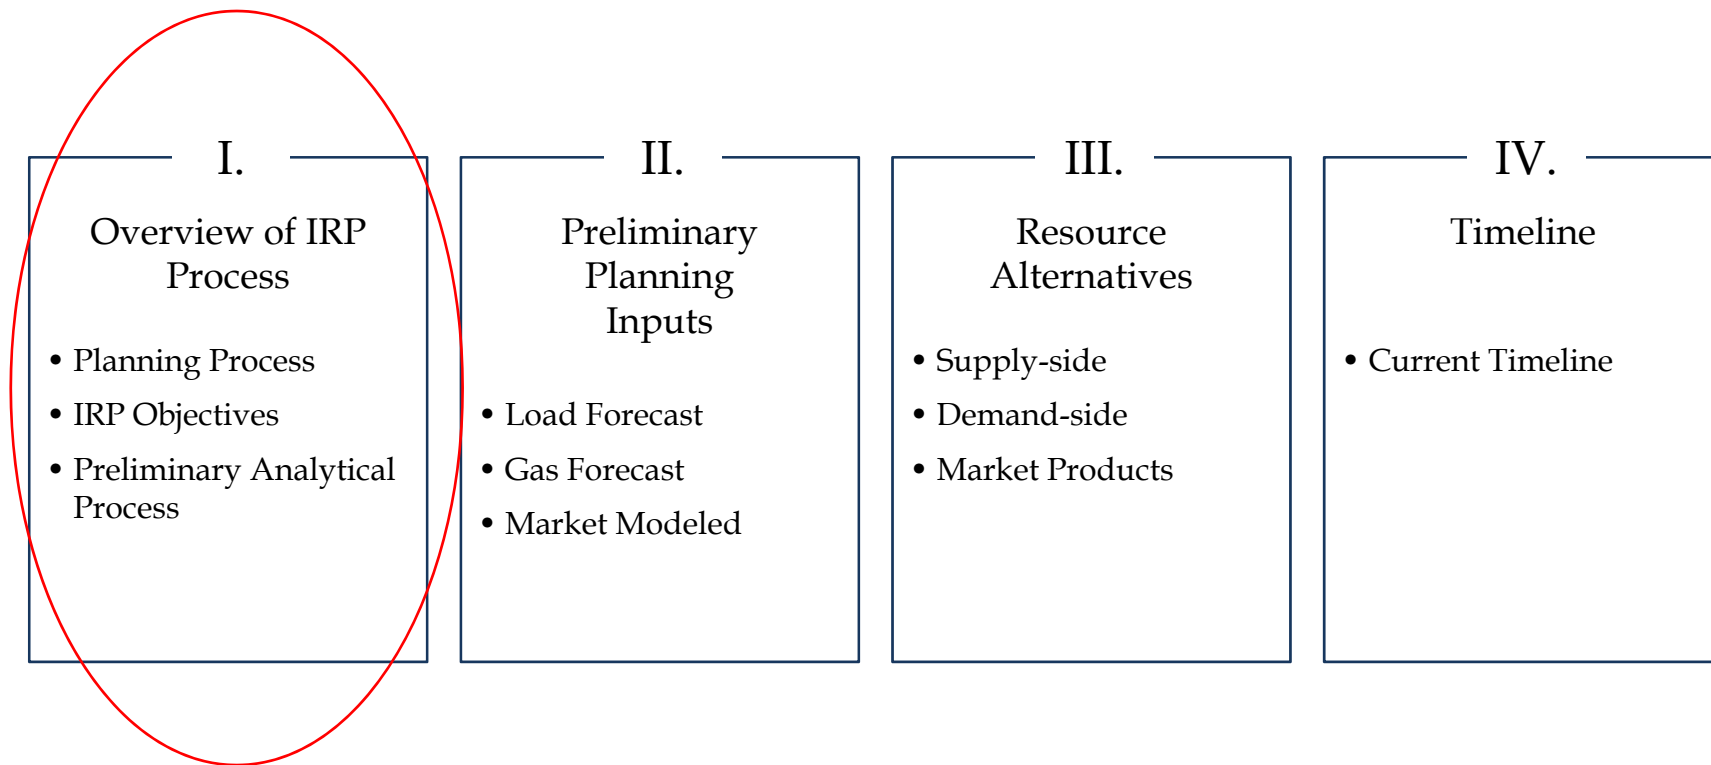 I.
Overview of IRP
Process
• Planning Process
• IRP Objectives
• Preliminary Analytical
Process
II.
Preliminary
Planning
Inputs
• Load Forecast
• Gas Forecast
• Market Modeled
III.
Resource
Alternatives
• Supply-side
• Demand-side
• Market Products
IV.
Timeline
• Current Timeline